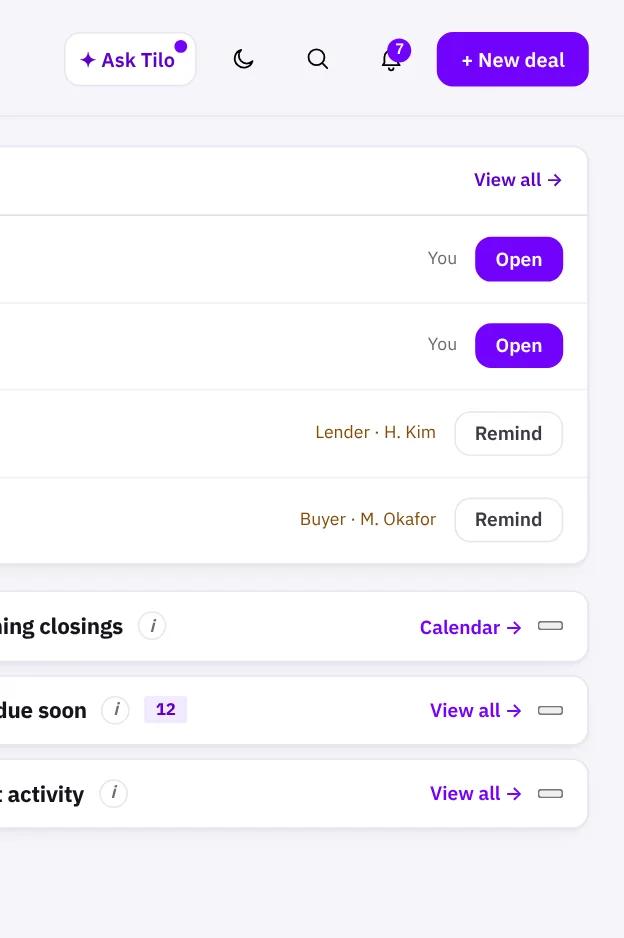 ✦ Ask Tilo
7
+ New deal
View all →
You Open
You Open
Lender · H. Kim Remind
Buyer · M. Okafor Remind
ning closings i Calendar →
due soon i 12 View all →
t activity i View all →